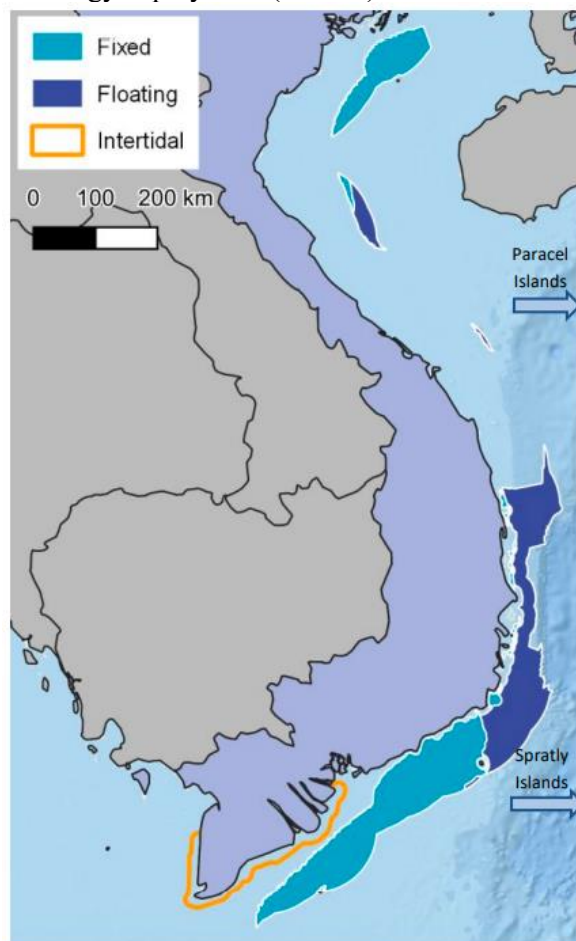 Fixed
Floating
Intertidal
0 100 200 km
Paracel
Islands
Spratly
Islands